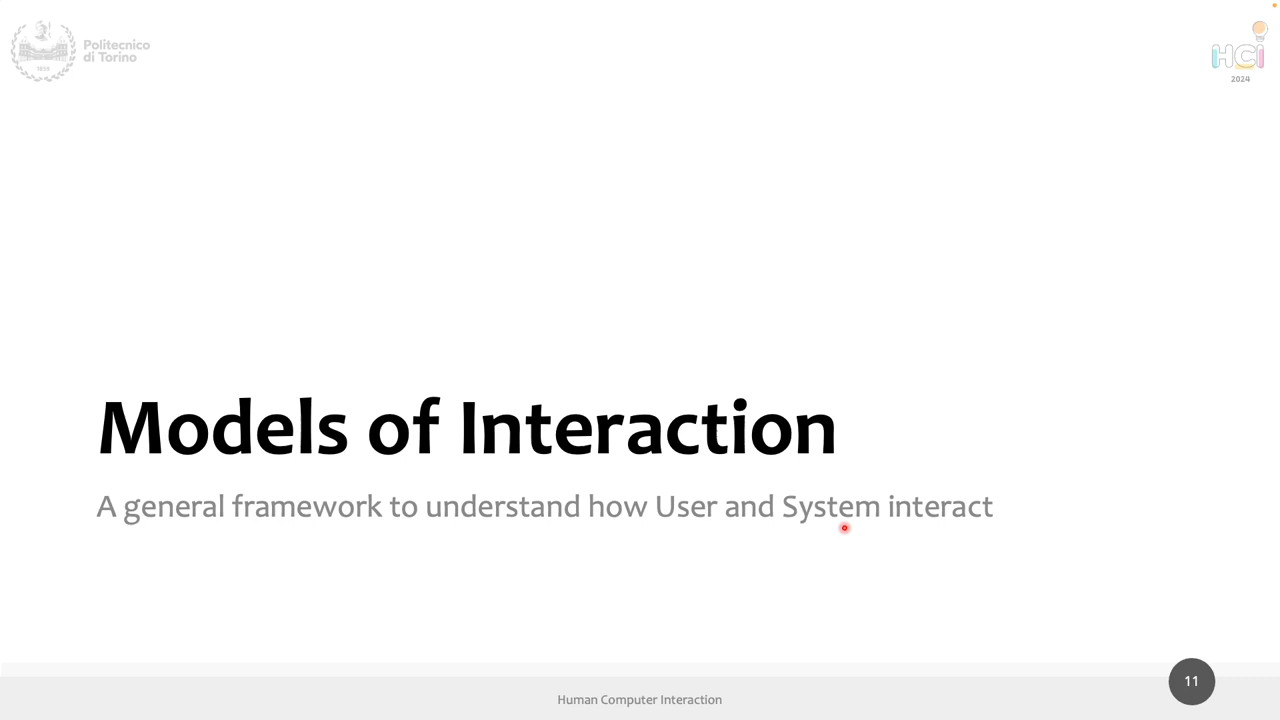 Politecnico
di Torino
1859
HCI
2024
Models of Interaction
A general framework to understand how User and System interact
Human Computer Interaction
11